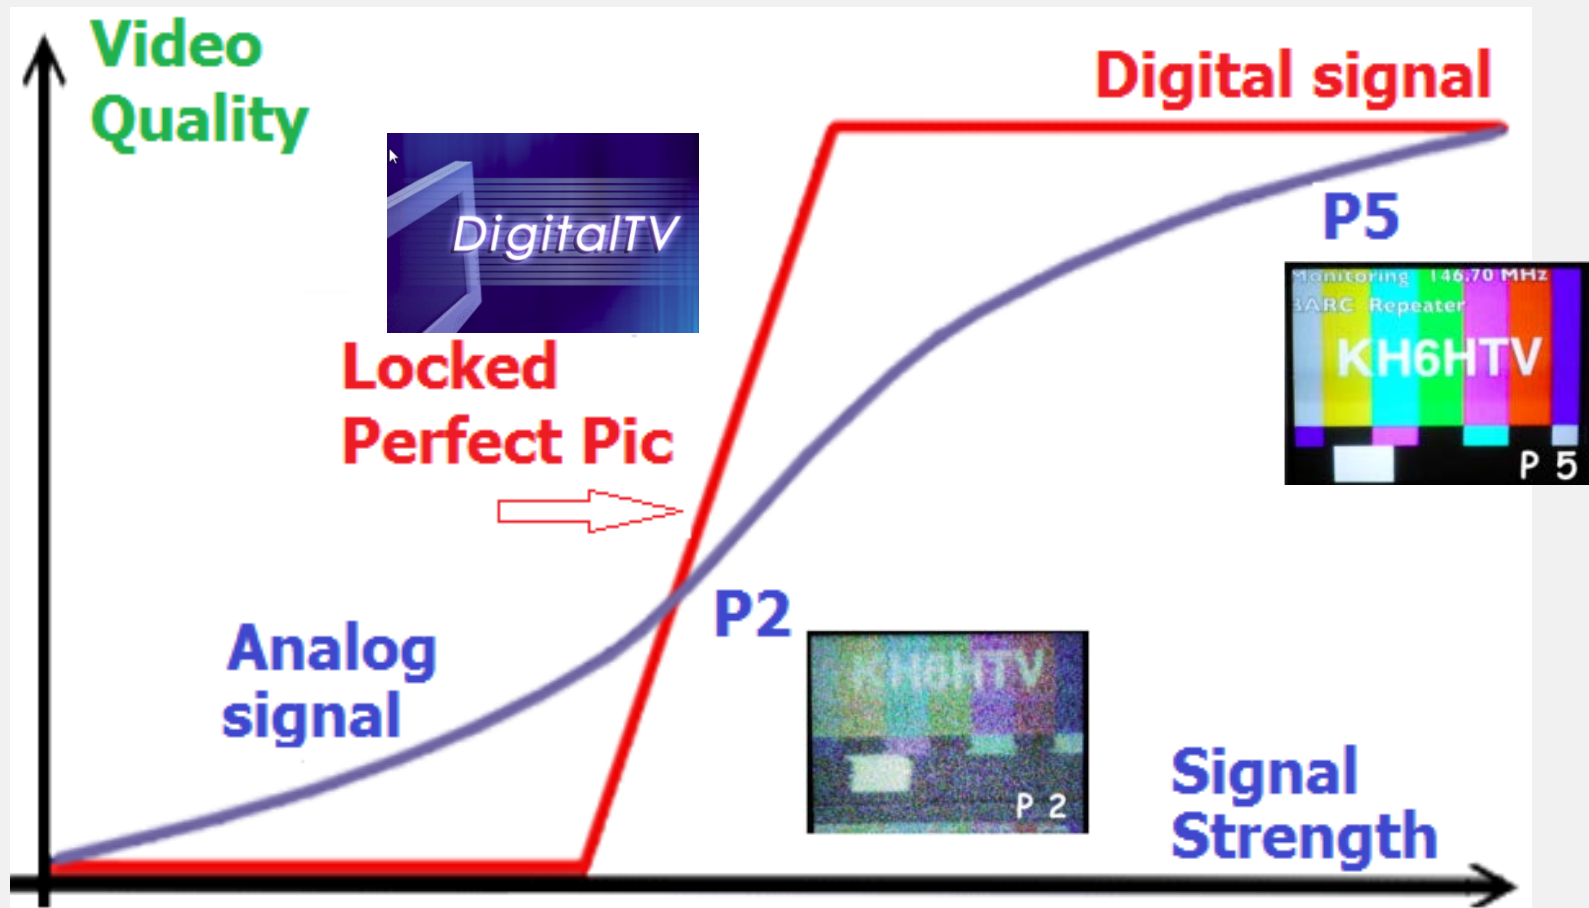 Video
Quality
Digital signal
DigitalTV
P5
Monitoring 146.70 MHz
BARC Repeater
KH6HTV
P 5
Locked
Perfect Pic
P2
Analog
signal
KH6HTV
P 2
Signal
Strength